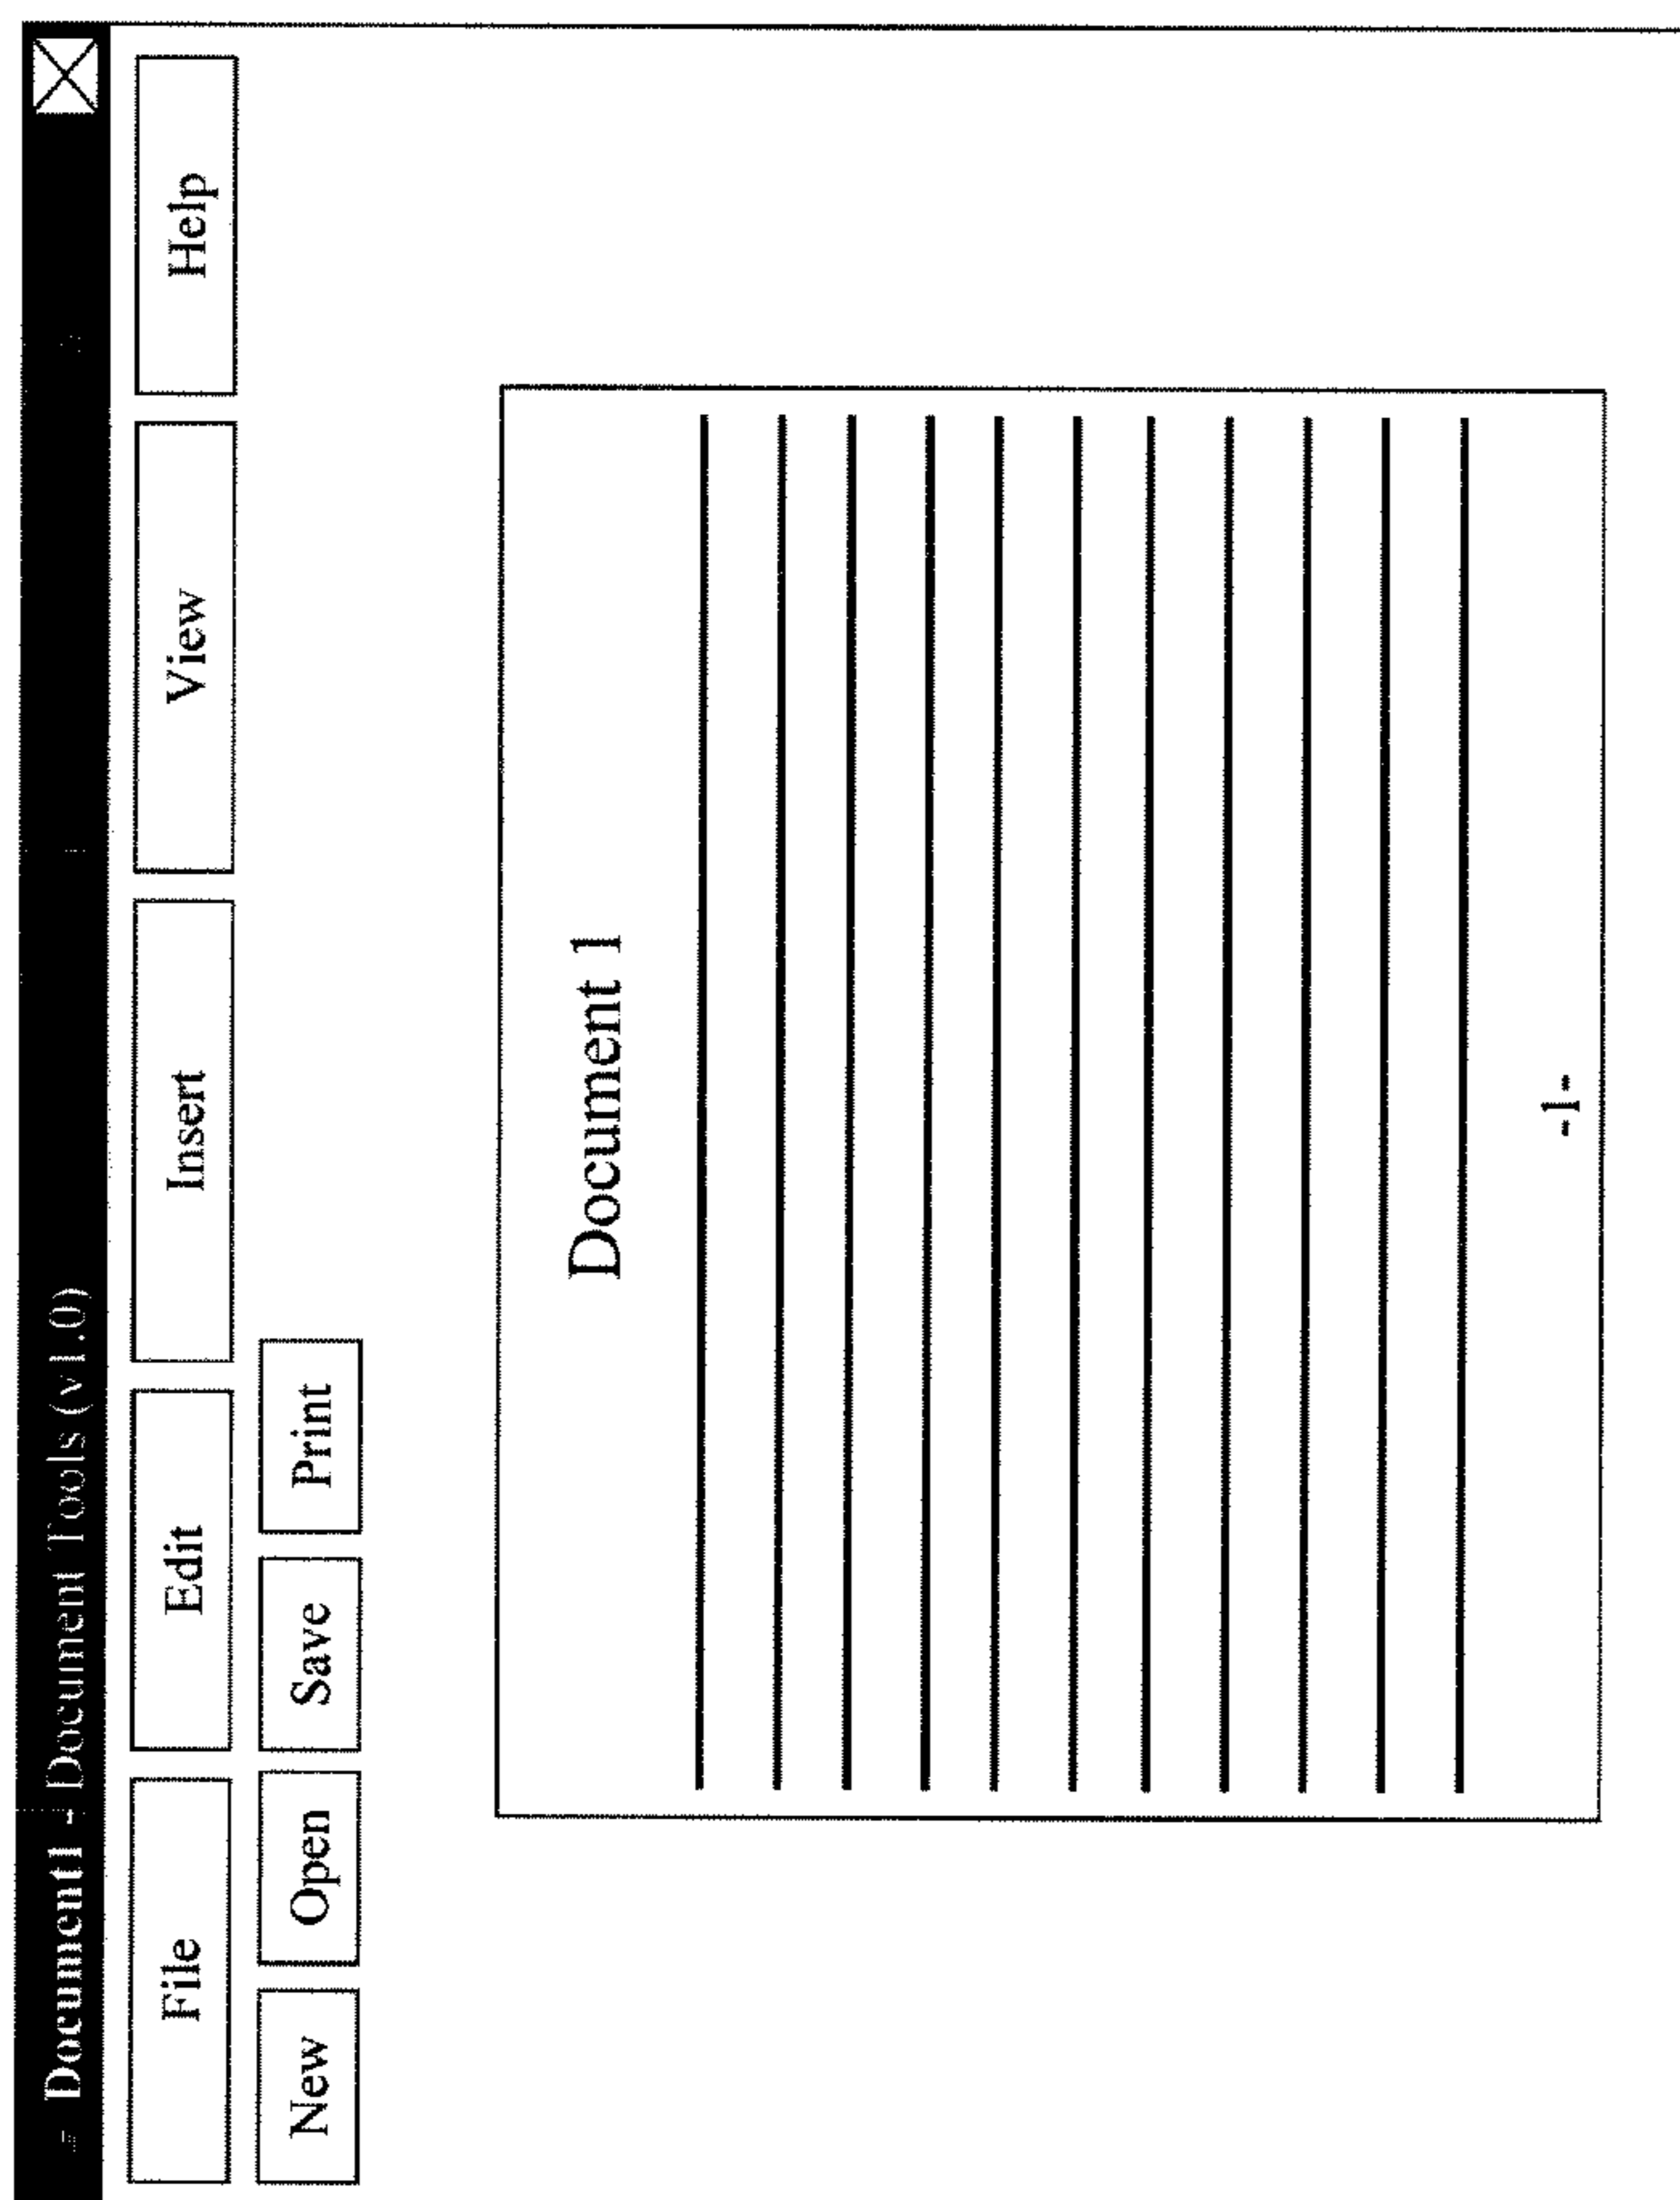 Document1 - Document Tools (v1.0)
File Edit Insert View Help
New Open Save Print
Document 1
-1-